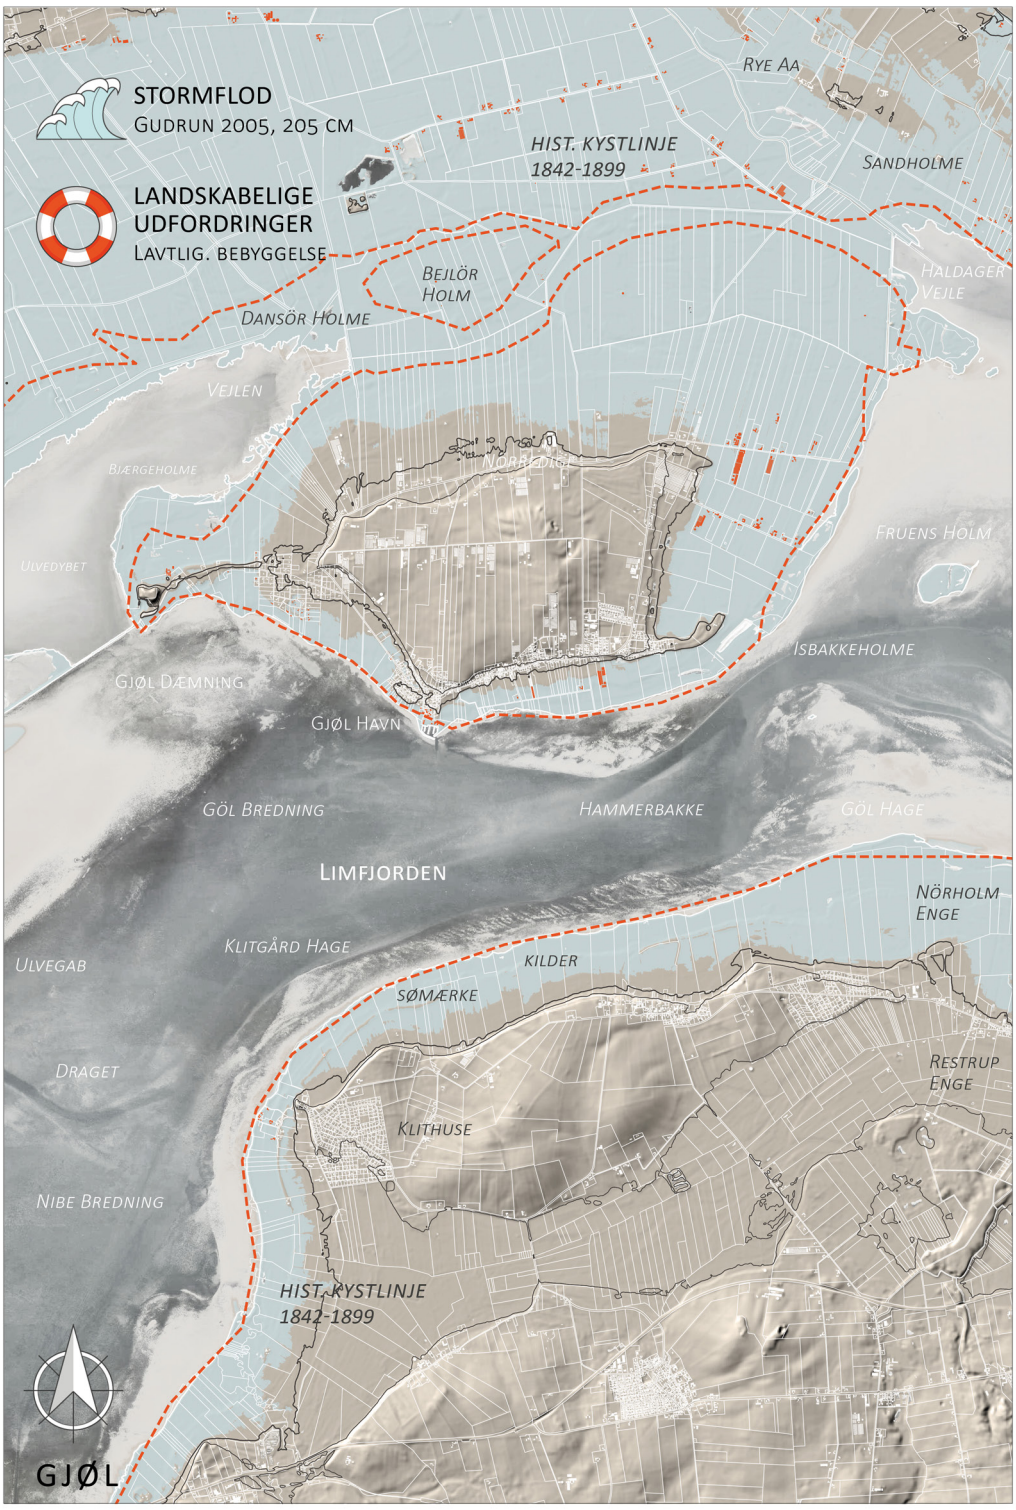 Rye Aa
STORMFLOD
Gudrun 2005, 205 cm
HIST. KYSTLINJE
1842-1899
Sandholme
LANDSKABELIGE
UDFORDRINGER
Lavtlig. bebyggelse
Bejlör
Holm
Haldager
Vejle
Dansör Holme
Vejlen
Bjærgeholme
Nörredige
Fruens Holm
Ulvedybet
Isbakkeholme
Gjøl Dæmning
Gjøl Havn
Göl Bredning
Hammerbakke
Göl Hage
Limfjorden
Nörholm
Enge
Klitgård Hage
Kilder
Ulvegab
Sømærke
Draget
Restrup
Enge
Klithuse
Nibe Bredning
HIST. KYSTLINJE
1842-1899
GJØL